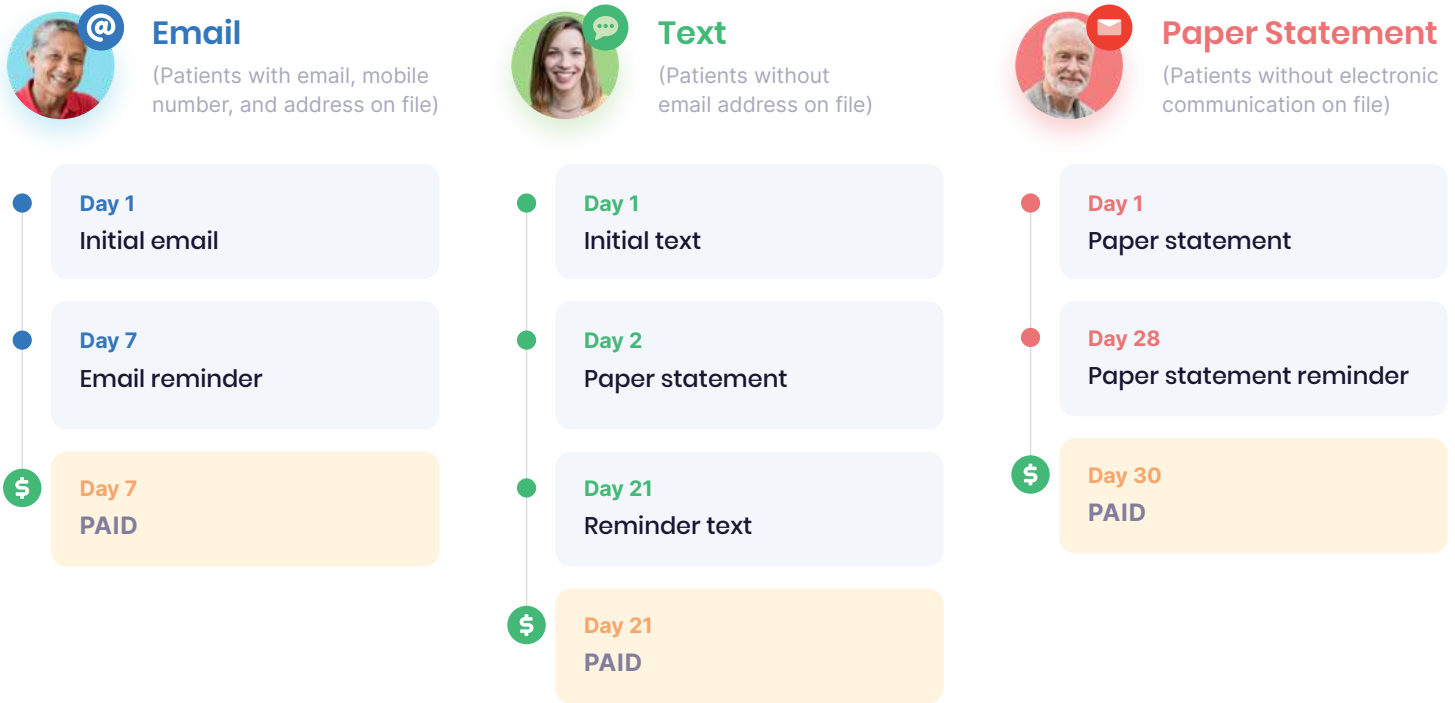 Email
(Patients with email, mobile
number, and address on file)
Day 1
Initial email
Day 7
Email reminder
$
Day 7
PAID
Text
(Patients without
email address on file)
Day 1
Initial text
Day 2
Paper statement
Day 21
Reminder text
$
Day 21
PAID
Paper Statement
(Patients without electronic
communication on file)
Day 1
Paper statement
Day 28
Paper statement reminder
$
Day 30
PAID